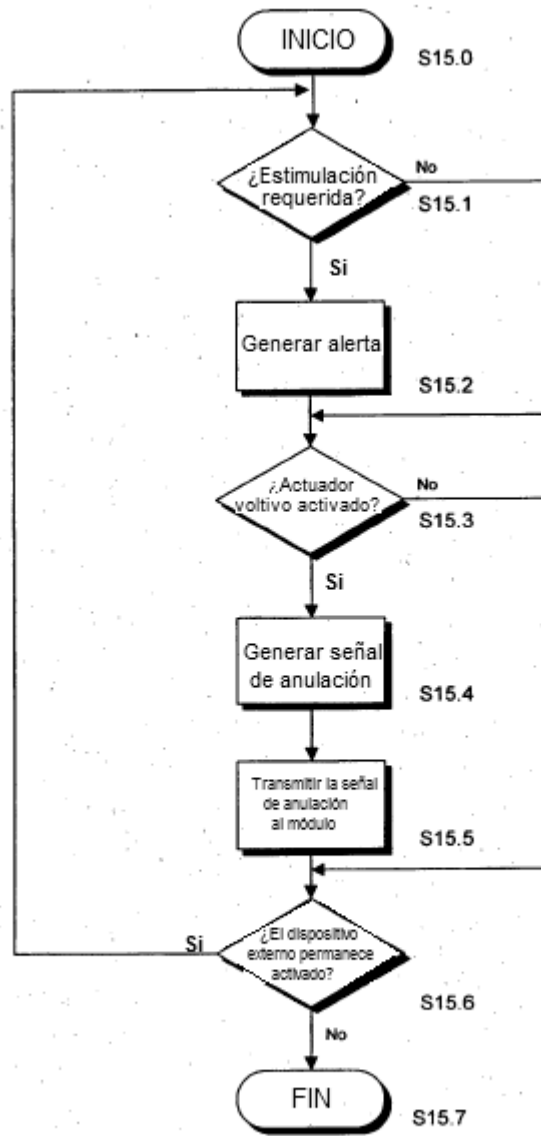 INICIO
S15.0
¿Estimulación
requerida?
No
S15.1
Si
Generar alerta
S15.2
¿Actuador
voltivo activado?
No
S15.3
Si
Generar señal
de anulación
S15.4
Transmitir la señal
de anulación
al módulo
S15.5
¿El dispositivo
externo permanece
activado?
Si
S15.6
No
FIN
S15.7